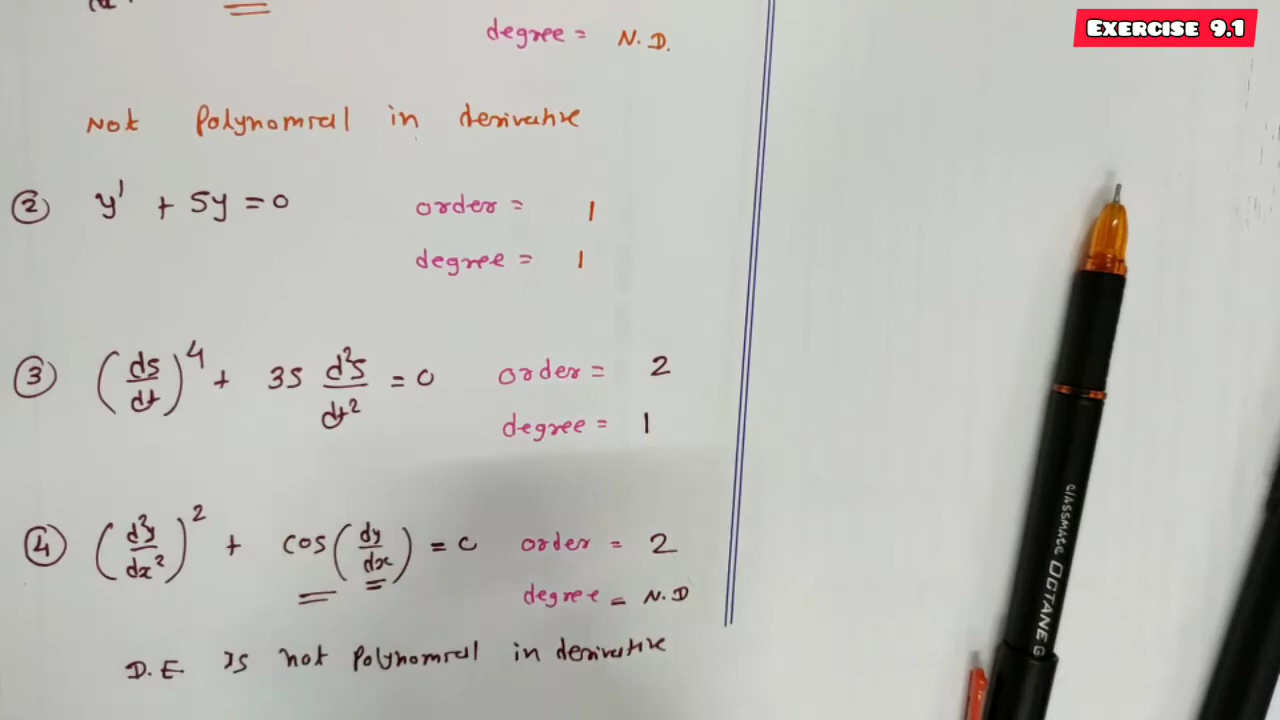 EXERCISE 9.1
degree = N.D.
Not Polynomial in derivative
② y' + 5y = 0 order = 1
degree = 1
③ (ds/dt)⁴ + 3s d²s/dt² = 0 order = 2
degree = 1
④ (d²y/dx²)² + cos(dy/dx) = 0 order = 2
degree = N.D
D.E is not polynomial in derivative
classmate OCTANE G